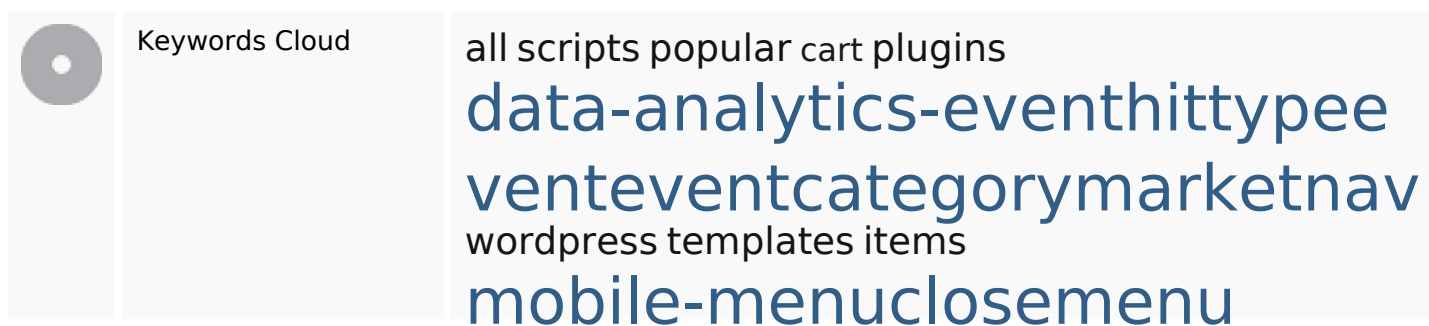 Keywords Cloud
all scripts popular cart plugins
data-analytics-eventhittypee
venteventcategorymarketnav
wordpress templates items
mobile-menuclosemenu